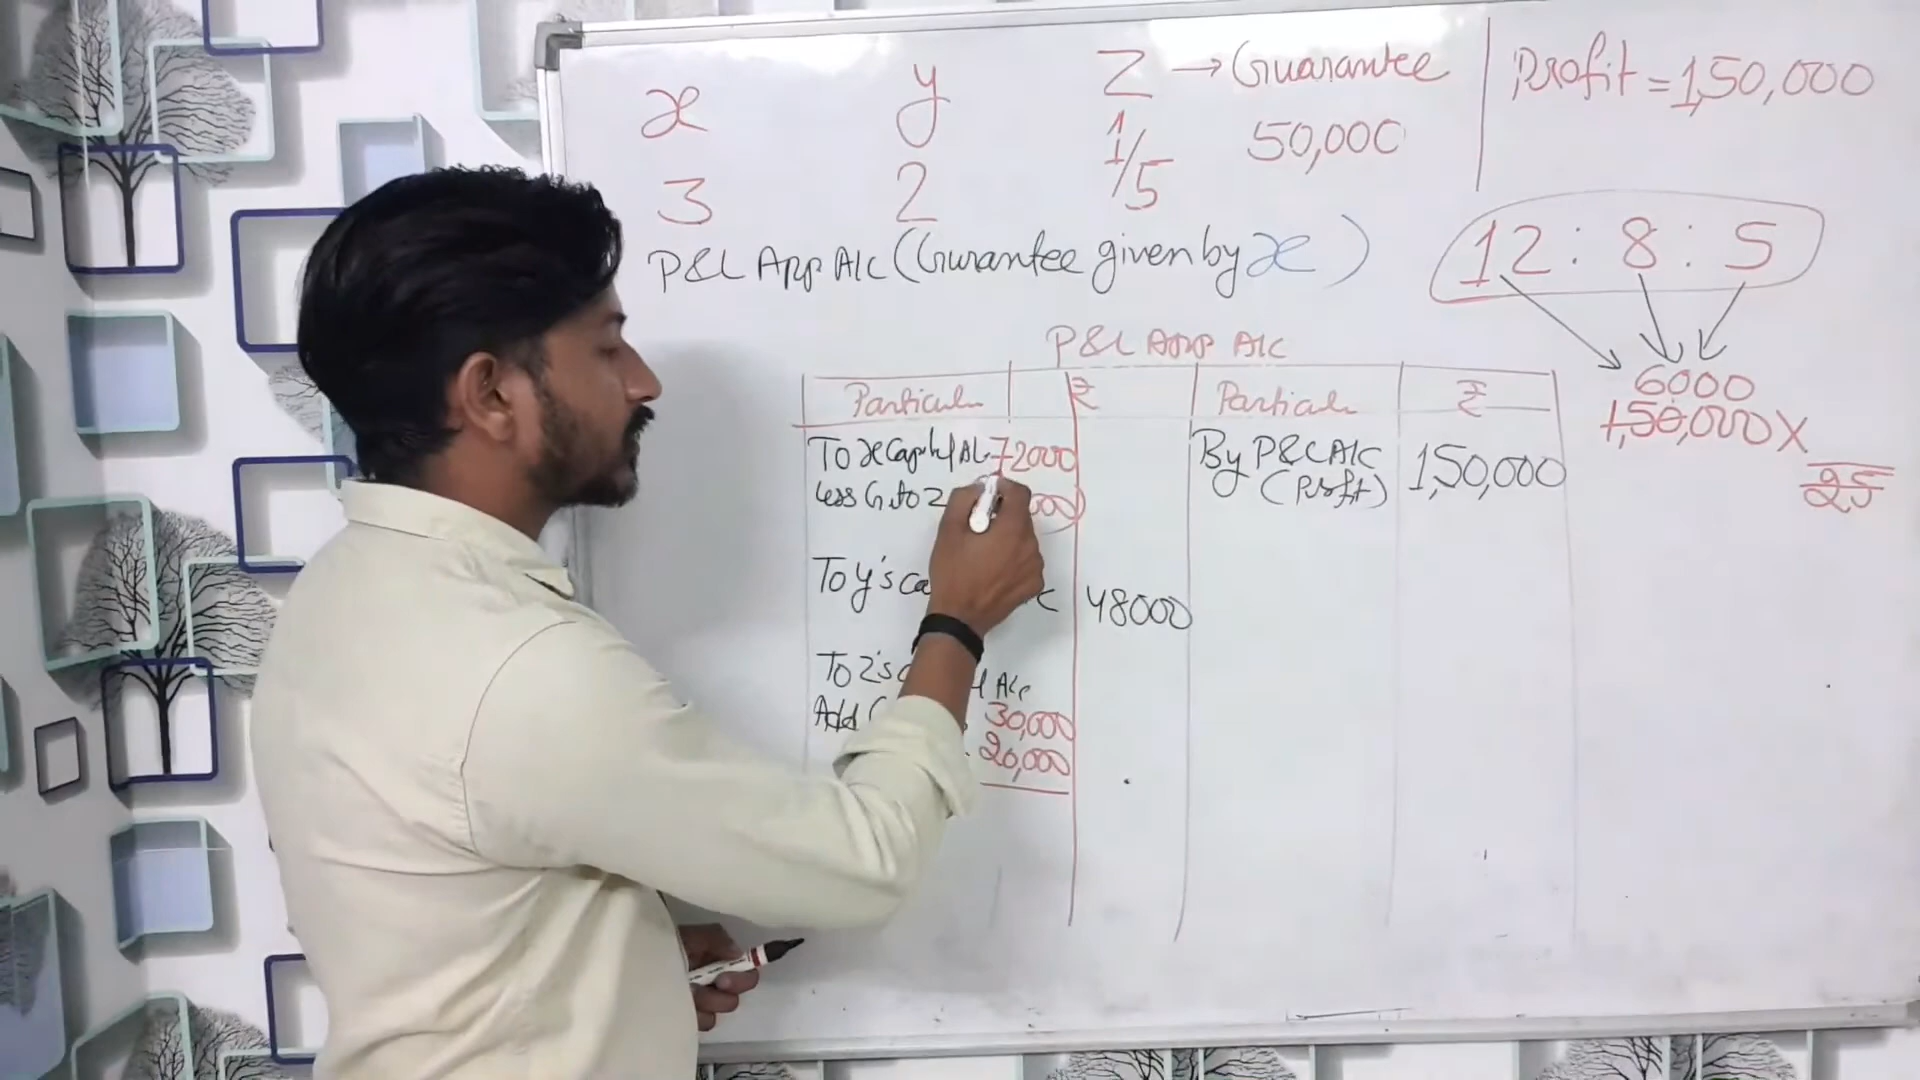 x y Z → Guarantee
3 2 1/5 50,000
Profit = 1,50,000
12 : 8 : 5
6000
1,50,000 X
25
P&L App A/c (Gurantee given by x)
P&L App A/c
Particular ₹ Particular ₹
To x Capital A/c 72000
Less G. to Z
By P&L A/c
(Profit) 1,50,000
To y's 48000
To Z's A/c
Add 30,000
20,000